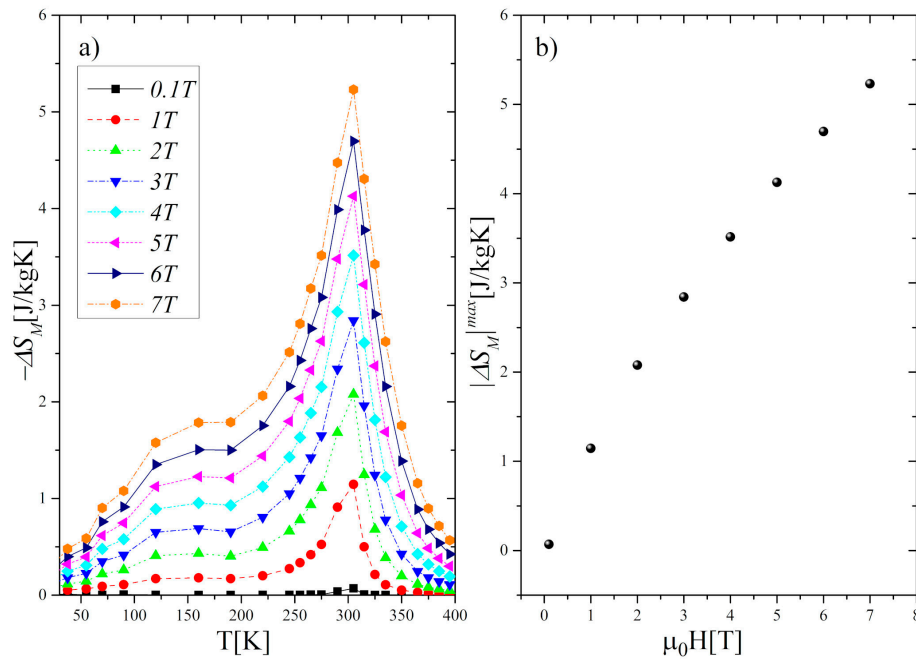 a)
0.1T
1T
2T
3T
4T
5T
6T
7T
–ΔS_M[J/kgK]
6
5
4
3
2
1
0
50 100 150 200 250 300 350 400
T[K]
b)
|ΔS_M|^max[J/kgK]
6
5
4
3
2
1
0
0 1 2 3 4 5 6 7 8
μ₀H[T]